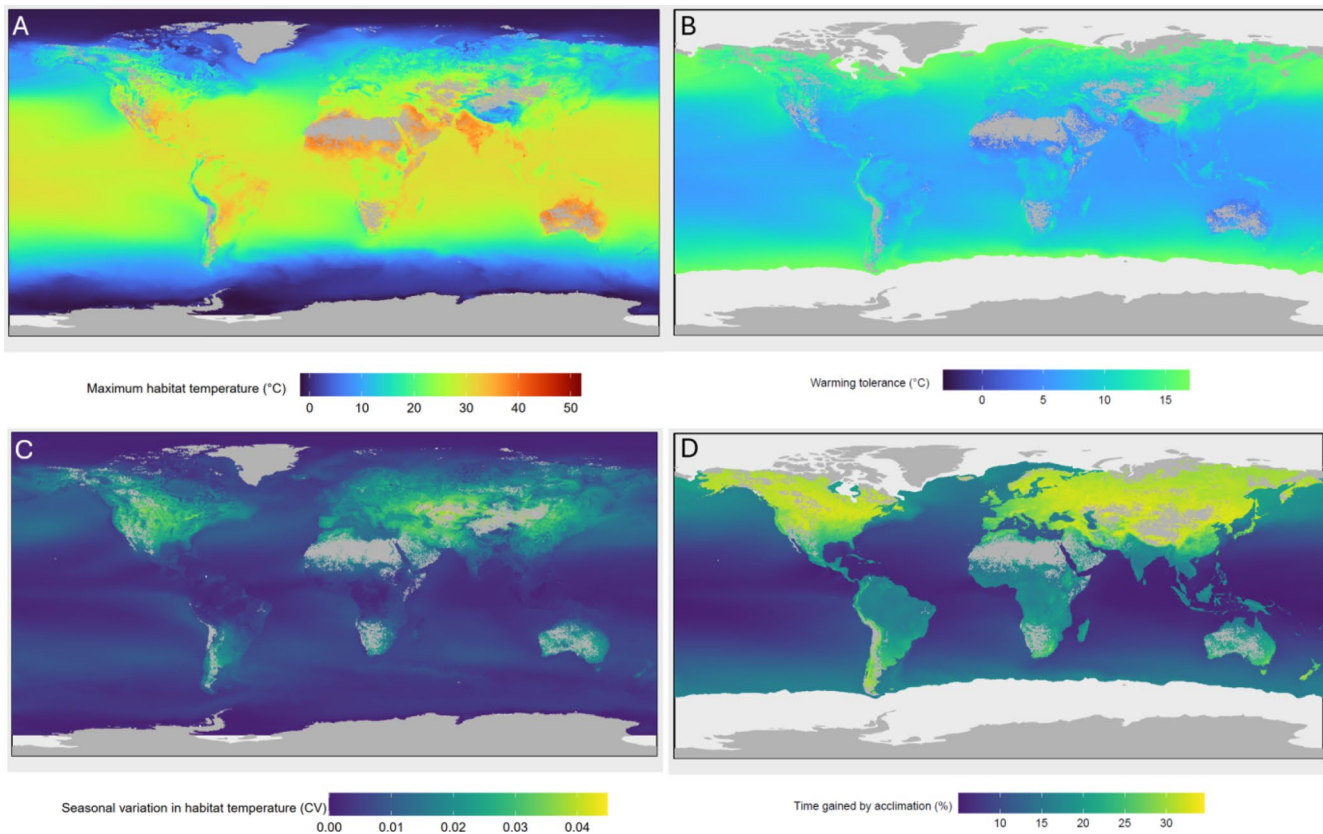 A
B
Maximum habitat temperature (°C)
0 10 20 30 40 50
Warming tolerance (°C)
0 5 10 15
C
D
Seasonal variation in habitat temperature (CV)
0.00 0.01 0.02 0.03 0.04
Time gained by acclimation (%)
10 15 20 25 30